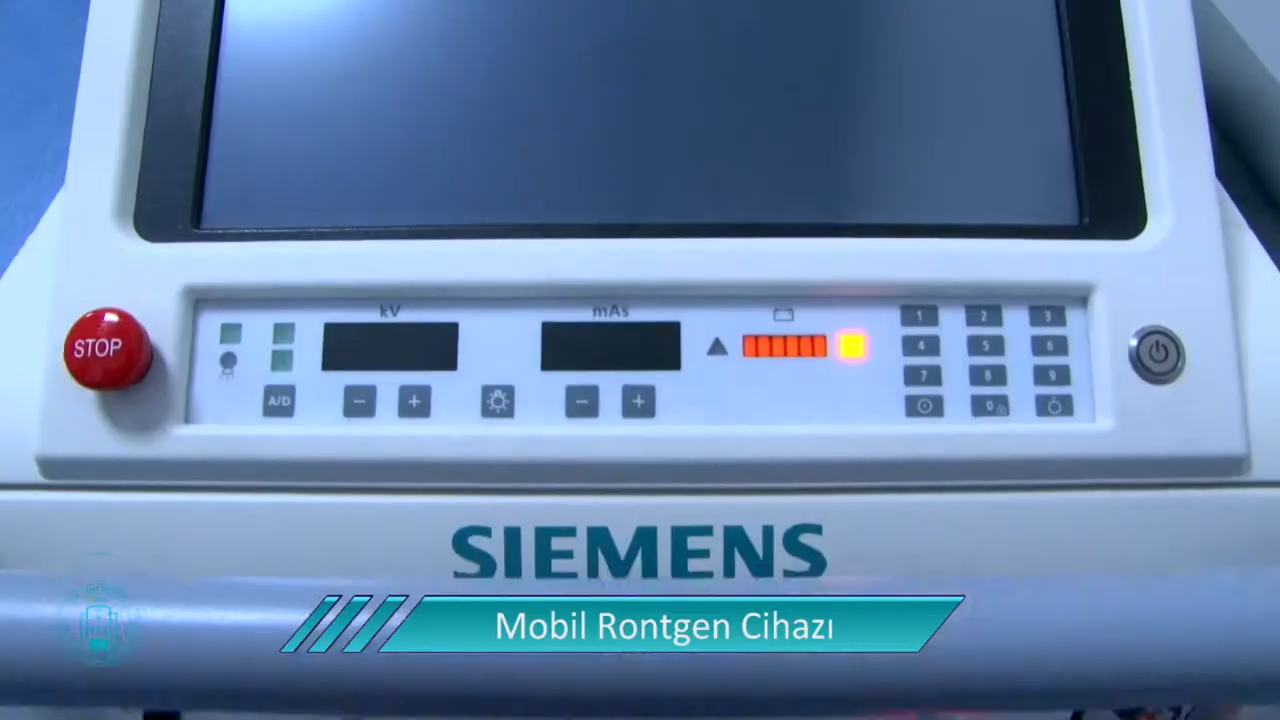 kV
mAs
STOP
A/D
1 2 3
4 5 6
7 8 9
0
SIEMENS
Mobil Rontgen Cihazı